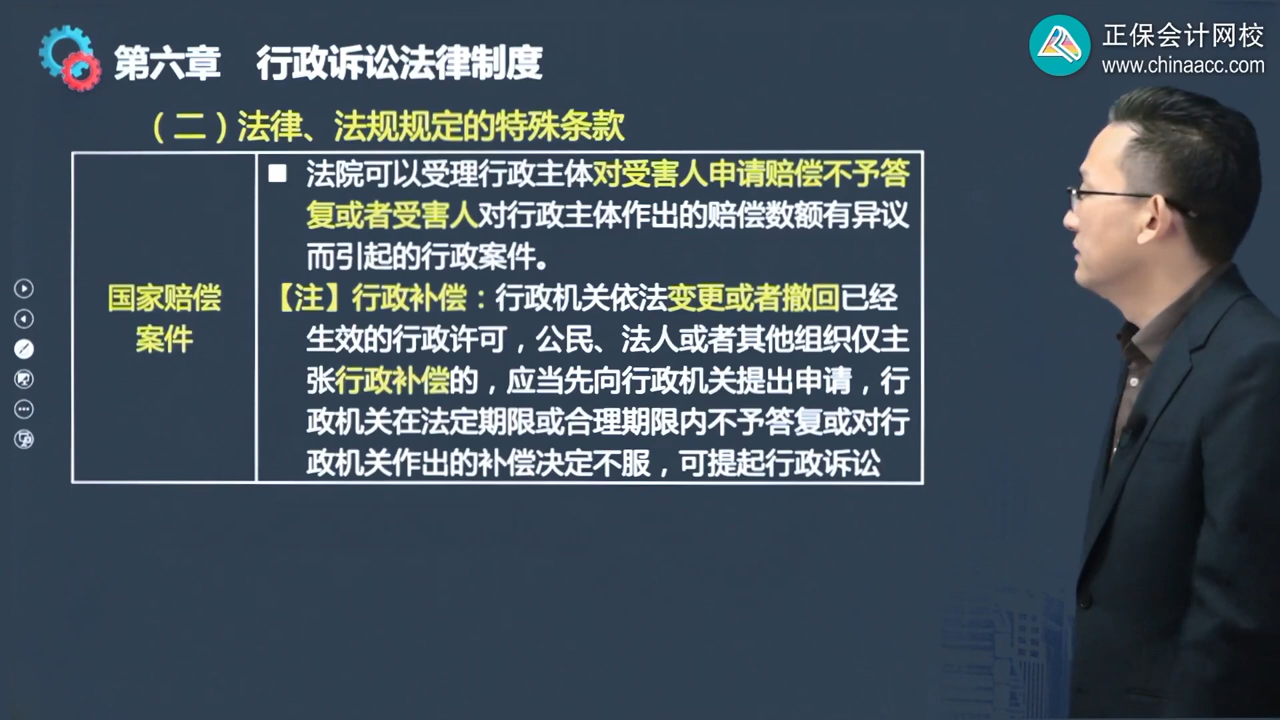 第六章 行政诉讼法律制度
正保会计网校
www.chinaacc.com
（二）法律、法规规定的特殊条款
国家赔偿
案件
法院可以受理行政主体对受害人申请赔偿不予答
复或者受害人对行政主体作出的赔偿数额有异议
而引起的行政案件。
【注】行政补偿：行政机关依法变更或者撤回已经
生效的行政许可，公民、法人或者其他组织仅主
张行政补偿的，应当先向行政机关提出申请，行
政机关在法定期限或合理期限内不予答复或对行
政机关作出的补偿决定不服，可提起行政诉讼